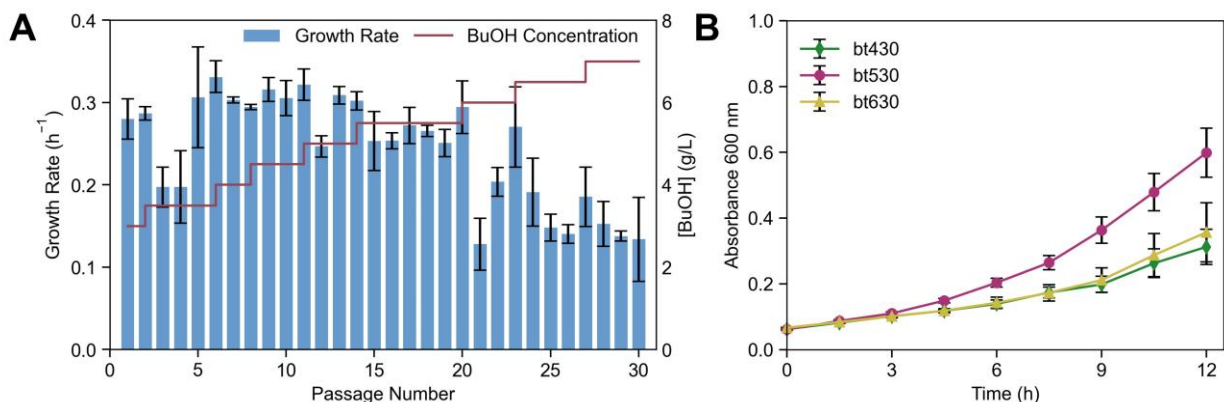 A
Growth Rate
BuOH Concentration
Growth Rate (h⁻¹)
0.4
0.3
0.2
0.1
0.0
8
6
4
2
0
[BuOH] (g/L)
0 5 10 15 20 25 30
Passage Number
B
bt430
bt530
bt630
Absorbance 600 nm
1.0
0.8
0.6
0.4
0.2
0.0
0 3 6 9 12
Time (h)